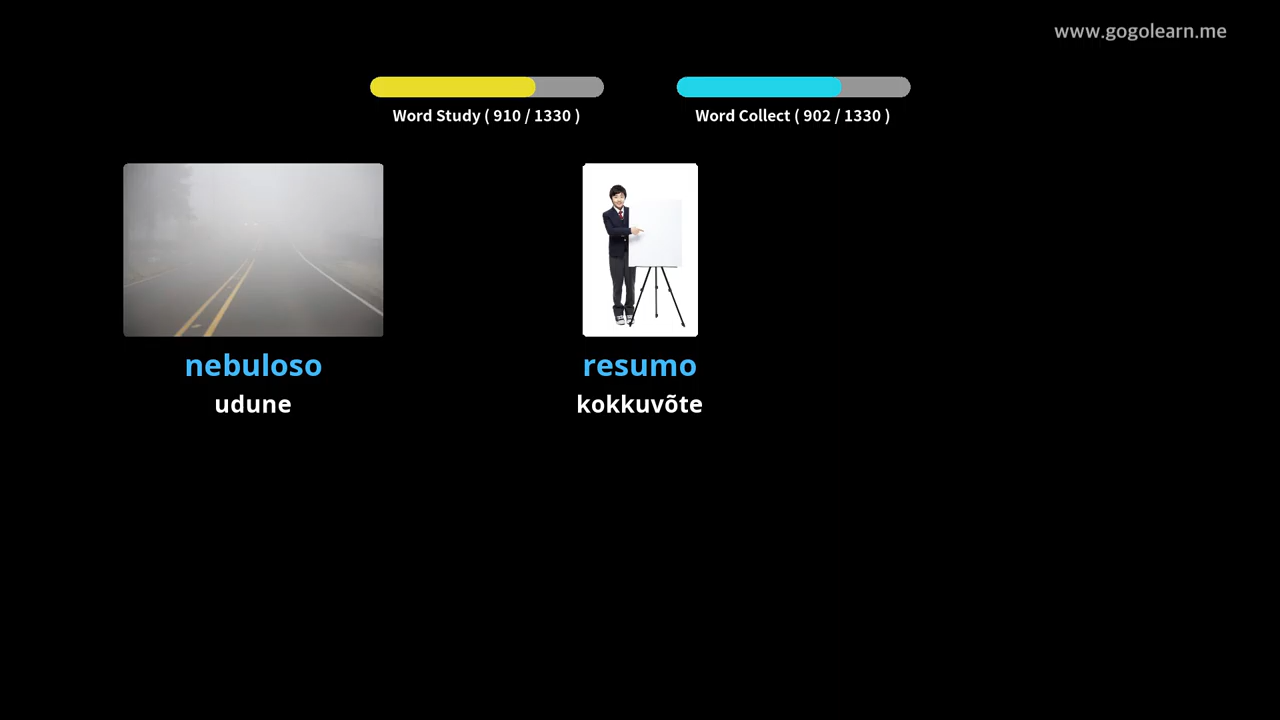 www.gogolearn.me
Word Study ( 910 / 1330 )
Word Collect ( 902 / 1330 )
nebuloso
udune
resumo
kokkuvõte